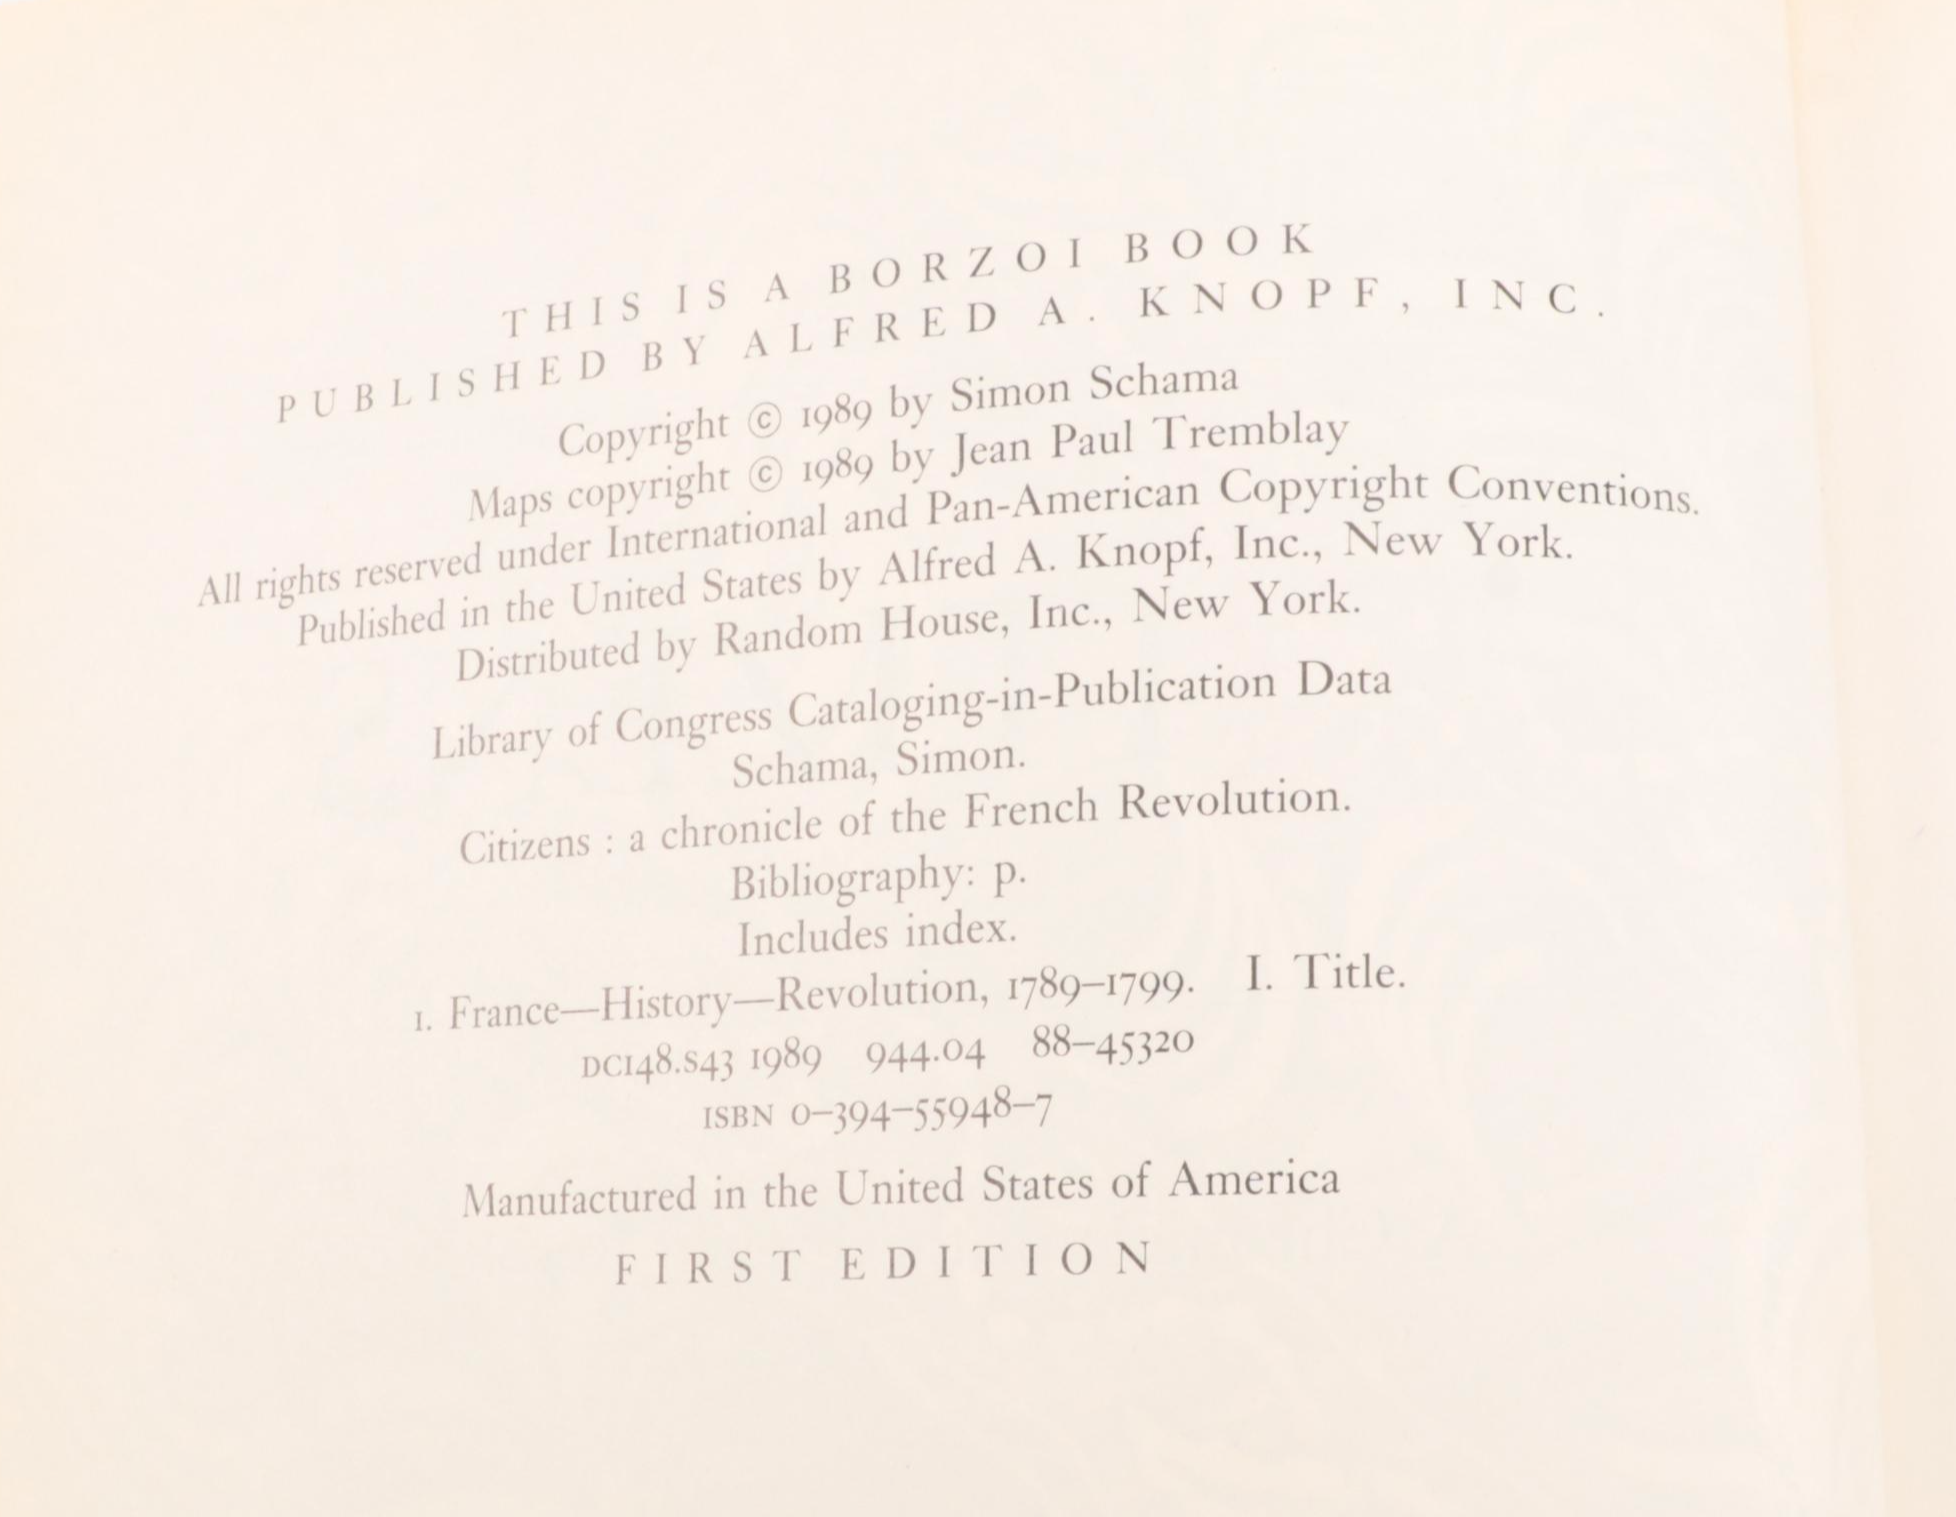 THIS IS A BORZOI BOOK
PUBLISHED BY ALFRED A. KNOPF, INC.
Copyright © 1989 by Simon Schama
Maps copyright © 1989 by Jean Paul Tremblay
All rights reserved under International and Pan-American Copyright Conventions.
Published in the United States by Alfred A. Knopf, Inc., New York.
Distributed by Random House, Inc., New York.
Library of Congress Cataloging-in-Publication Data
Schama, Simon.
Citizens : a chronicle of the French Revolution.
Bibliography: p.
Includes index.
1. France—History—Revolution, 1789–1799. I. Title.
DC148.S43 1989 944.04 88–45320
ISBN 0–394–55948–7
Manufactured in the United States of America
FIRST EDITION